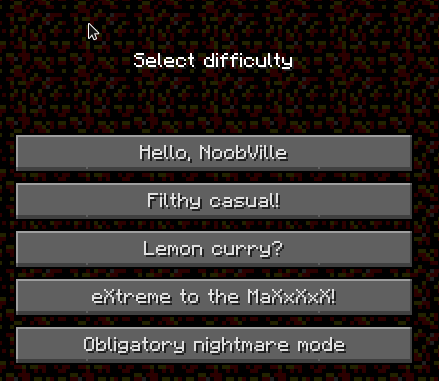 Select difficulty
Hello, NoobVille
Filthy casual!
Lemon curry?
eXtreme to the MaXxXxX!
Obligatory nightmare mode